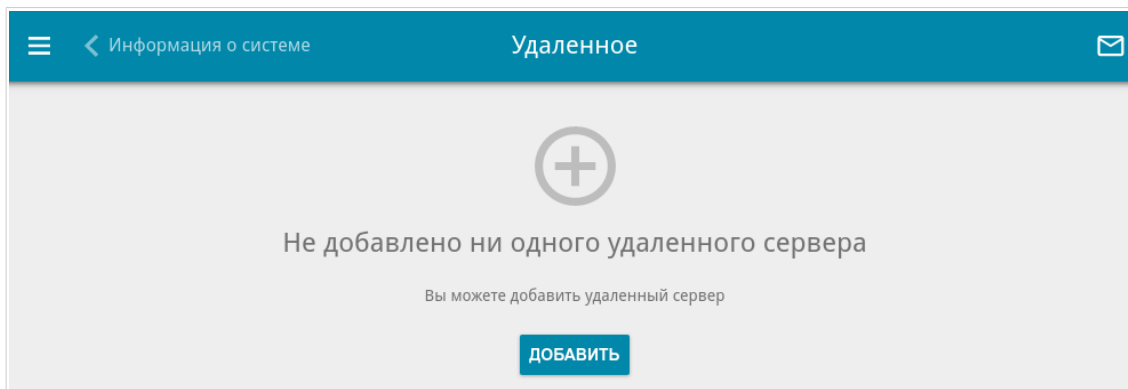 Информация о системе
Удаленное
Не добавлено ни одного удаленного сервера
Вы можете добавить удаленный сервер
ДОБАВИТЬ